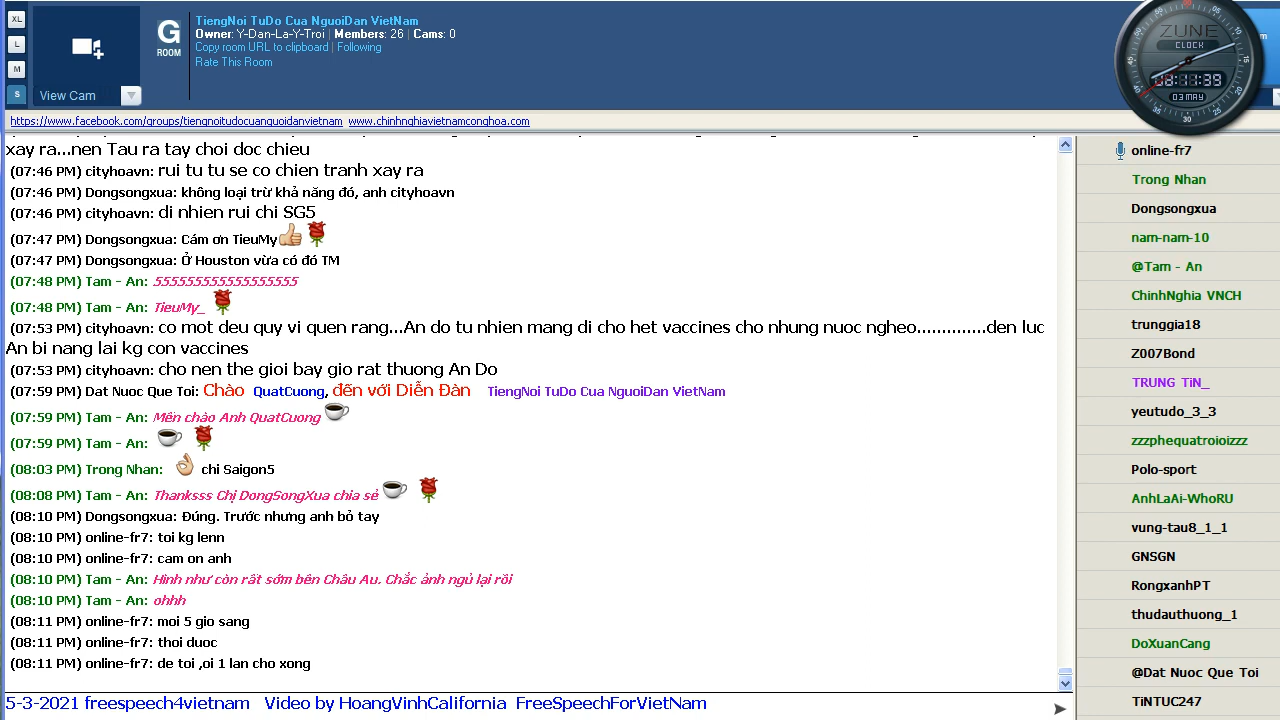 XL
L
M
S
View Cam
G
ROOM
TiengNoi TuDo Cua NguoiDan VietNam
Owner: Y-Dan-La-Y-Troi | Members: 26 | Cams: 0
Copy room URL to clipboard | Following
Rate This Room
ZUNE
CLOCK
08:11:39
03 MAY
https://www.facebook.com/groups/tiengnoitudocuanguoidanvietnam www.chinhnghiavietnamconghoa.com
xay ra...nen Tau ra tay choi doc chieu
(07:46 PM) cityhoavn: rui tu tu se co chien tranh xay ra
(07:46 PM) Dongsongxua: không loại trừ khả năng đó, anh cityhoavn
(07:46 PM) cityhoavn: di nhien rui chi SG5
(07:47 PM) Dongsongxua: Cám ơn TieuMy
(07:47 PM) Dongsongxua: Ở Houston vừa có đó TM
(07:48 PM) Tam - An: 555555555555555555
(07:48 PM) Tam - An: TieuMy_
(07:53 PM) cityhoavn: co mot deu quy vi quen rang...An do tu nhien mang di cho het vaccines cho nhung nuoc ngheo..............den luc
An bi nang lai kg con vaccines
(07:53 PM) cityhoavn: cho nen the gioi bay gio rat thuong An Do
(07:59 PM) Dat Nuoc Que Toi: Chào QuatCuong, đến với Diễn Đàn TiengNoi TuDo Cua NguoiDan VietNam
(07:59 PM) Tam - An: Mến chào Anh QuatCuong
(07:59 PM) Tam - An:
(08:03 PM) Trong Nhan: chi Saigon5
(08:08 PM) Tam - An: Thanksss Chị DongSongXua chia sẻ
(08:10 PM) Dongsongxua: Đúng. Trước nhưng anh bỏ tay
(08:10 PM) online-fr7: toi kg lenn
(08:10 PM) online-fr7: cam on anh
(08:10 PM) Tam - An: Hình như còn rất sớm bên Châu Au. Chắc ảnh ngủ lại rồi
(08:10 PM) Tam - An: ohhh
(08:11 PM) online-fr7: moi 5 gio sang
(08:11 PM) online-fr7: thoi duoc
(08:11 PM) online-fr7: de toi ,oi 1 lan cho xong
online-fr7
Trong Nhan
Dongsongxua
nam-nam-10
@Tam - An
ChinhNghia VNCH
trunggia18
Z007Bond
TRUNG TiN_
yeutudo_3_3
zzzphequatroioizzz
Polo-sport
AnhLaAi-WhoRU
vung-tau8_1_1
GNSGN
RongxanhPT
thudauthuong_1
DoXuanCang
@Dat Nuoc Que Toi
TiNTUC247
5-3-2021 freespeech4vietnam Video by HoangVinhCalifornia FreeSpeechForVietNam